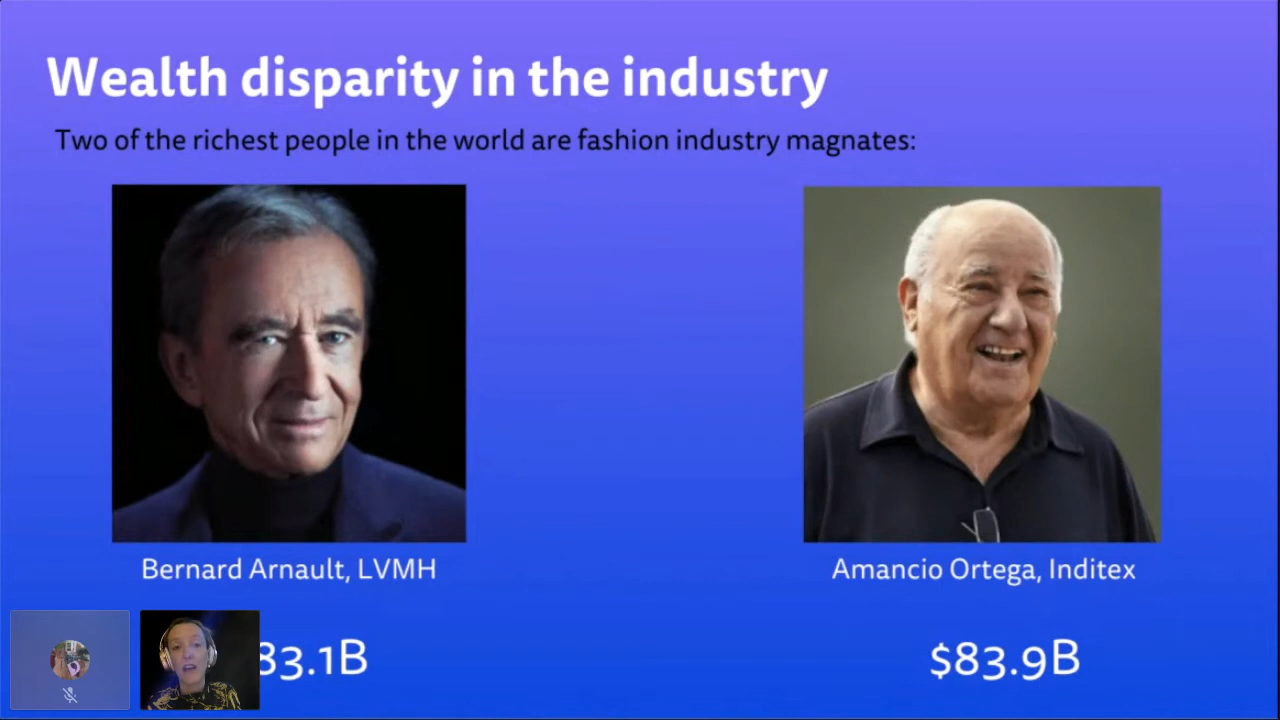 Wealth disparity in the industry
Two of the richest people in the world are fashion industry magnates:
Bernard Arnault, LVMH
Amancio Ortega, Inditex
83.1B
$83.9B